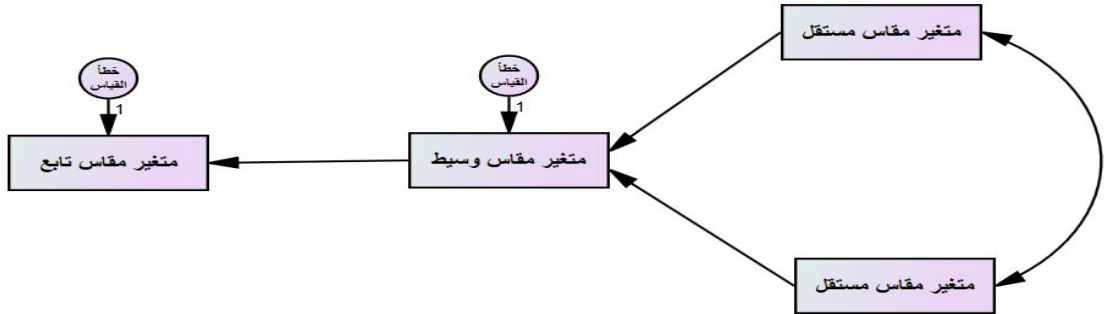 متغير مقاس مستقل
خطأ
القياس
1
خطأ
القياس
1
متغير مقاس وسيط
متغير مقاس تابع
متغير مقاس مستقل